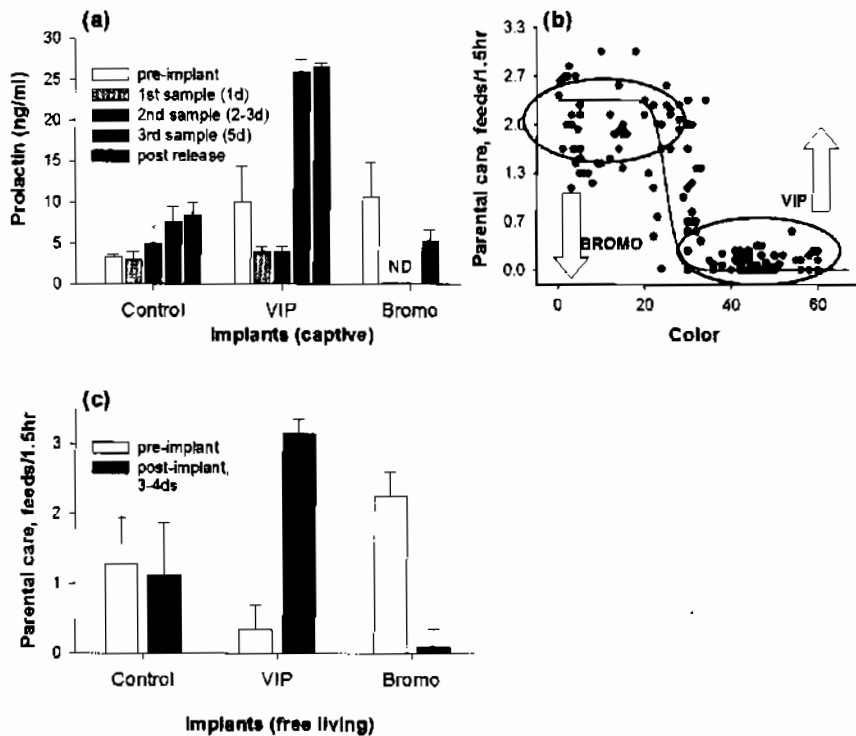 (a)
Prolactin (ng/ml)
30
25
20
15
10
5
0
pre-implant
1st sample (1d)
2nd sample (2-3d)
3rd sample (5d)
post release
ND
Control
VIP
Bromo
Implants (captive)
(b)
Parental care, feeds/1.5hr
3.3
2.7
2.0
1.3
0.7
0.0
BROMO
VIP
0
20
40
60
Color
(c)
Parental care, feeds/1.5hr
3
2
1
0
pre-implant
post-implant,
3-4ds
Control
VIP
Bromo
Implants (free living)